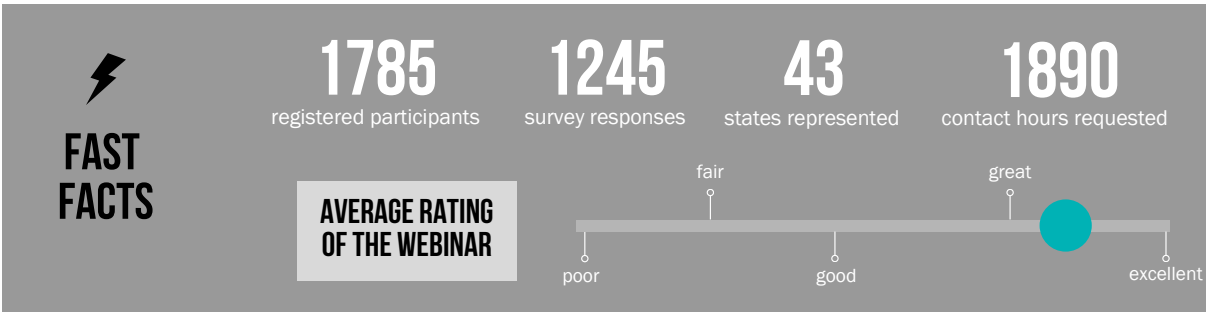 FAST
FACTS
1785
registered participants
1245
survey responses
43
states represented
1890
contact hours requested
AVERAGE RATING
OF THE WEBINAR
poor
fair
good
great
excellent